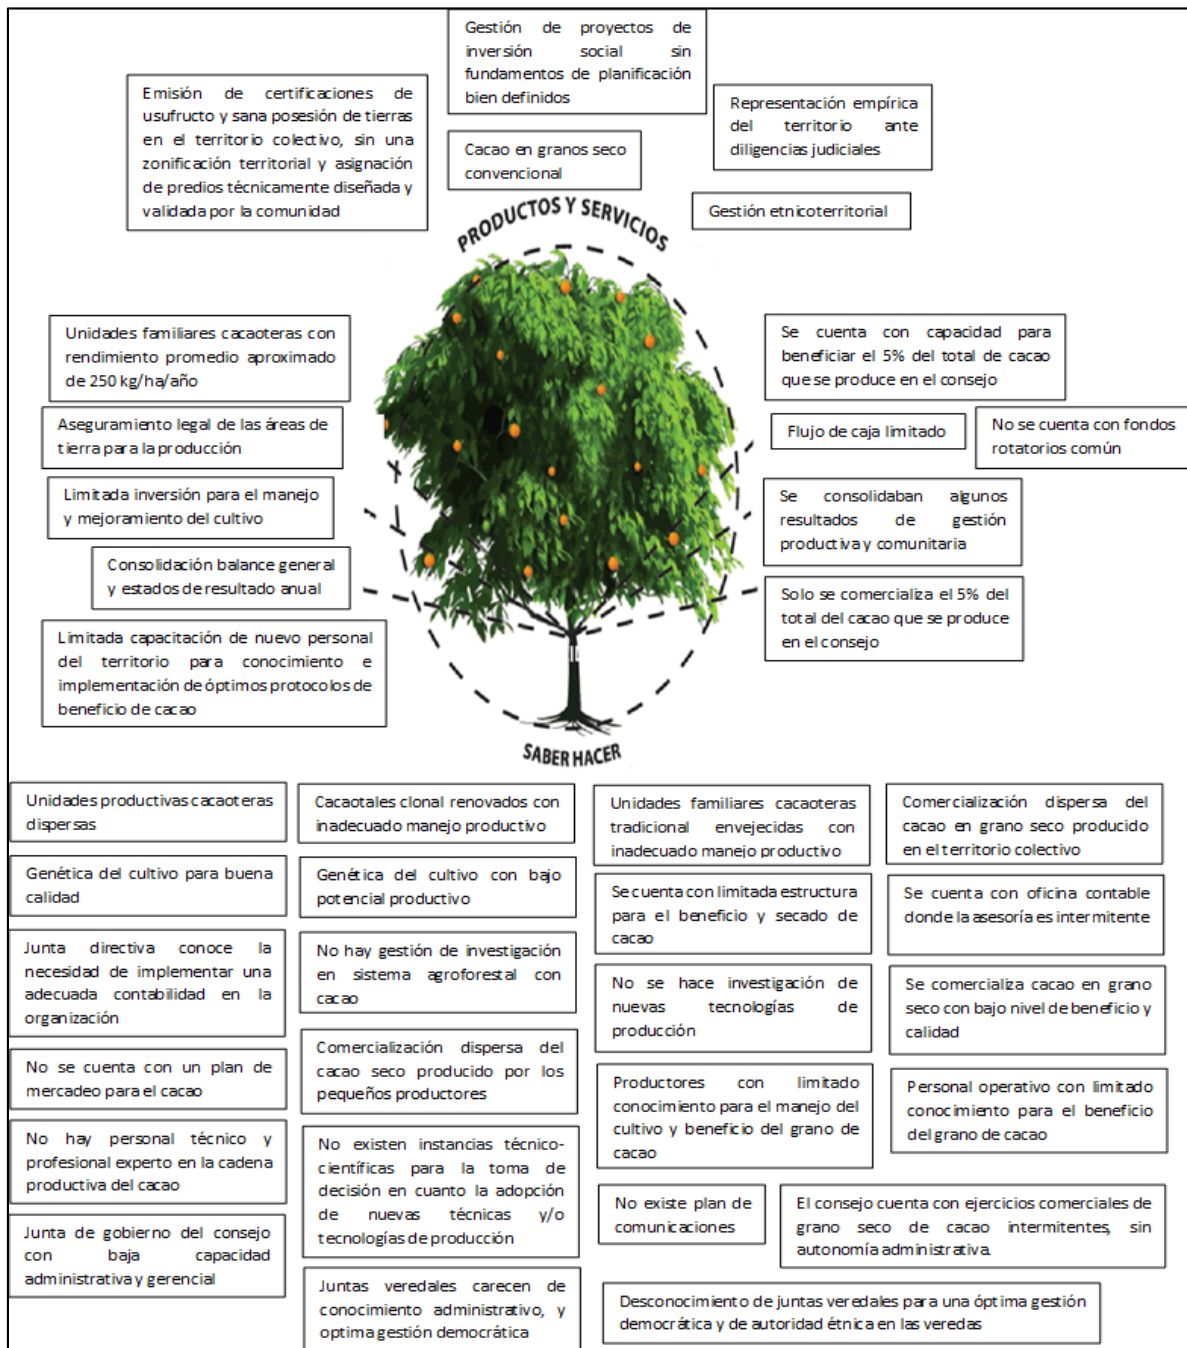 Gestión de proyectos de
inversión social sin
fundamentos de planificación
bien definidos
Emisión de certificaciones de
usufructo y sana posesión de tierras
en el territorio colectivo, sin una
zonificación territorial y asignación
de predios técnicamente diseñada y
validada por la comunidad
Representación empírica
del territorio ante
diligencias judiciales
Cacao en granos seco
convencional
Gestión etnicoterritorial
PRODUCTOS Y SERVICIOS
Unidades familiares cacaoteras con
rendimiento promedio aproximado
de 250 kg/ha/año
Aseguramiento legal de las áreas de
tierra para la producción
Limitada inversión para el manejo
y mejoramiento del cultivo
Consolidación balance general
y estados de resultado anual
Limitada capacitación de nuevo personal
del territorio para conocimiento e
implementación de óptimos protocolos de
beneficio de cacao
Se cuenta con capacidad para
beneficiar el 5% del total de cacao
que se produce en el consejo
Flujo de caja limitado
No se cuenta con fondos
rotatorios común
Se consolidaban algunos
resultados de gestión
productiva y comunitaria
Solo se comercializa el 5% del
total del cacao que se produce
en el consejo
SABER HACER
Unidades productivas cacaoteras
dispersas
Genética del cultivo para buena
calidad
Junta directiva conoce la
necesidad de implementar una
adecuada contabilidad en la
organización
No se cuenta con un plan de
mercadeo para el cacao
No hay personal técnico y
profesional experto en la cadena
productiva del cacao
Junta de gobierno del consejo
con baja capacidad
administrativa y gerencial
Cacaotales clonal renovados con
inadecuado manejo productivo
Genética del cultivo con bajo
potencial productivo
No hay gestión de investigación
en sistema agroforestal con
cacao
Comercialización dispersa del
cacao seco producido por los
pequeños productores
No existen instancias técnico-
científicas para la toma de
decisión en cuanto la adopción
de nuevas técnicas y/o
tecnologías de producción
Juntas veredales carecen de
conocimiento administrativo, y
optima gestión democrática
Unidades familiares cacaoteras
tradicional envejecidas con
inadecuado manejo productivo
Se cuenta con limitada estructura
para el beneficio y secado de
cacao
No se hace investigación de
nuevas tecnologías de
producción
Productores con limitado
conocimiento para el manejo del
cultivo y beneficio del grano de
cacao
No existe plan de
comunicaciones
Comercialización dispersa del
cacao en grano seco producido
en el territorio colectivo
Se cuenta con oficina contable
donde la asesoría es intermitente
Se comercializa cacao en grano
seco con bajo nivel de beneficio y
calidad
Personal operativo con limitado
conocimiento para el beneficio
del grano de cacao
El consejo cuenta con ejercicios comerciales de
grano seco de cacao intermitentes, sin
autonomía administrativa.
Desconocimiento de juntas veredales para una óptima gestión
democrática y de autoridad étnica en las veredas